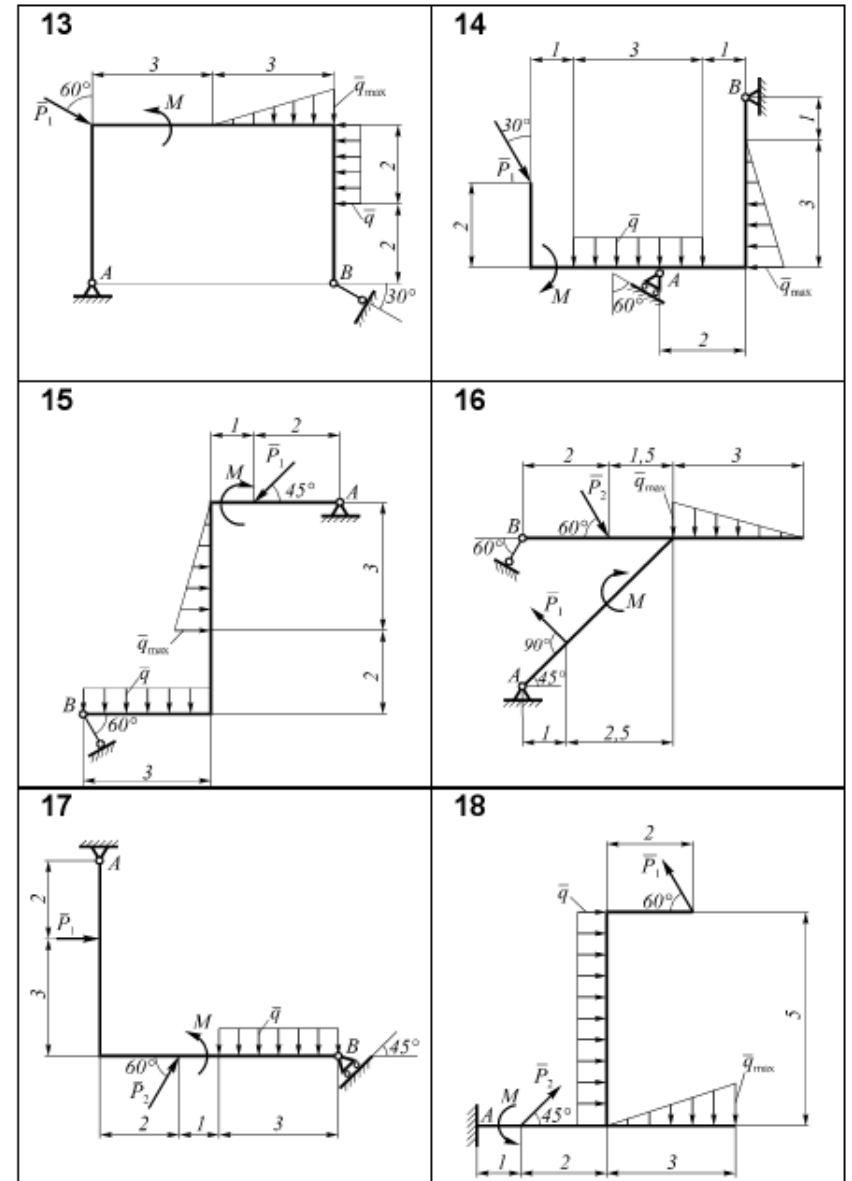 13
3
3
60°
P̅₁
M
q̅max
2
q̅
2
A
B
30°
14
1
3
1
B
1
30°
P̅₁
2
q̅
3
M
60°
A
q̅max
2
15
1
2
M
P̅₁
45°
A
3
q̅max
q̅
2
B
60°
3
16
2
1,5
3
P̅₂
q̅max
B
60°
60°
P̅₁
M
90°
A
45°
1
2,5
17
A
2
P̅₁
3
M
q̅
B
45°
60°
P̅₂
2
1
3
18
2
P̅₁
q̅
60°
5
q̅max
A
M
P̅₂
45°
1
2
3